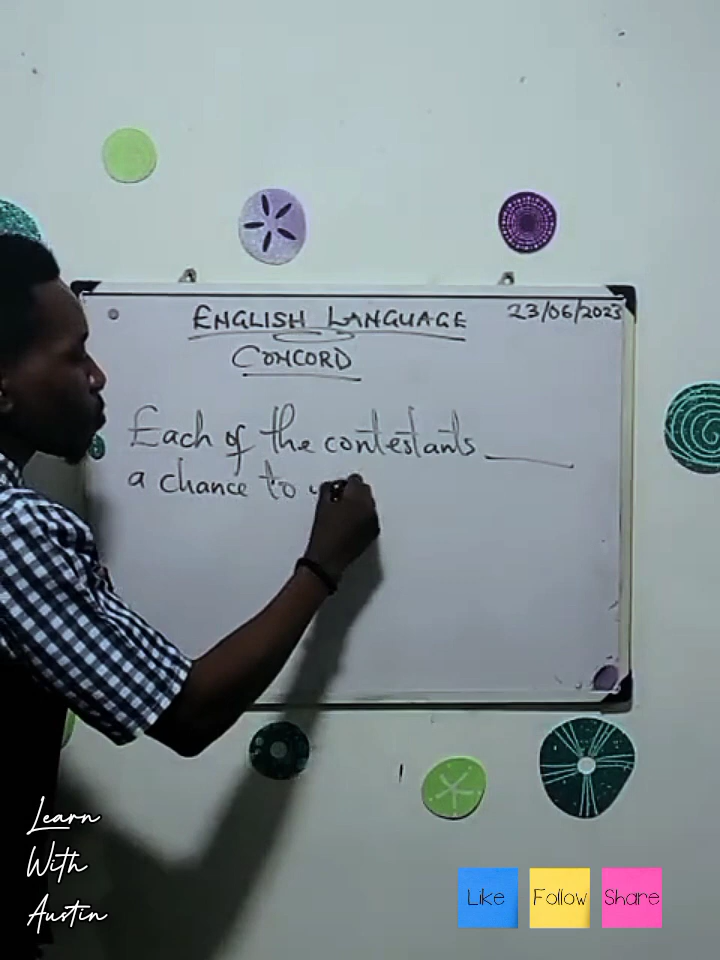 ENGLISH LANGUAGE
23/06/2023
CONCORD
Each of the contestants ____
a chance to
Learn
With
Austin
Like
Follow
Share